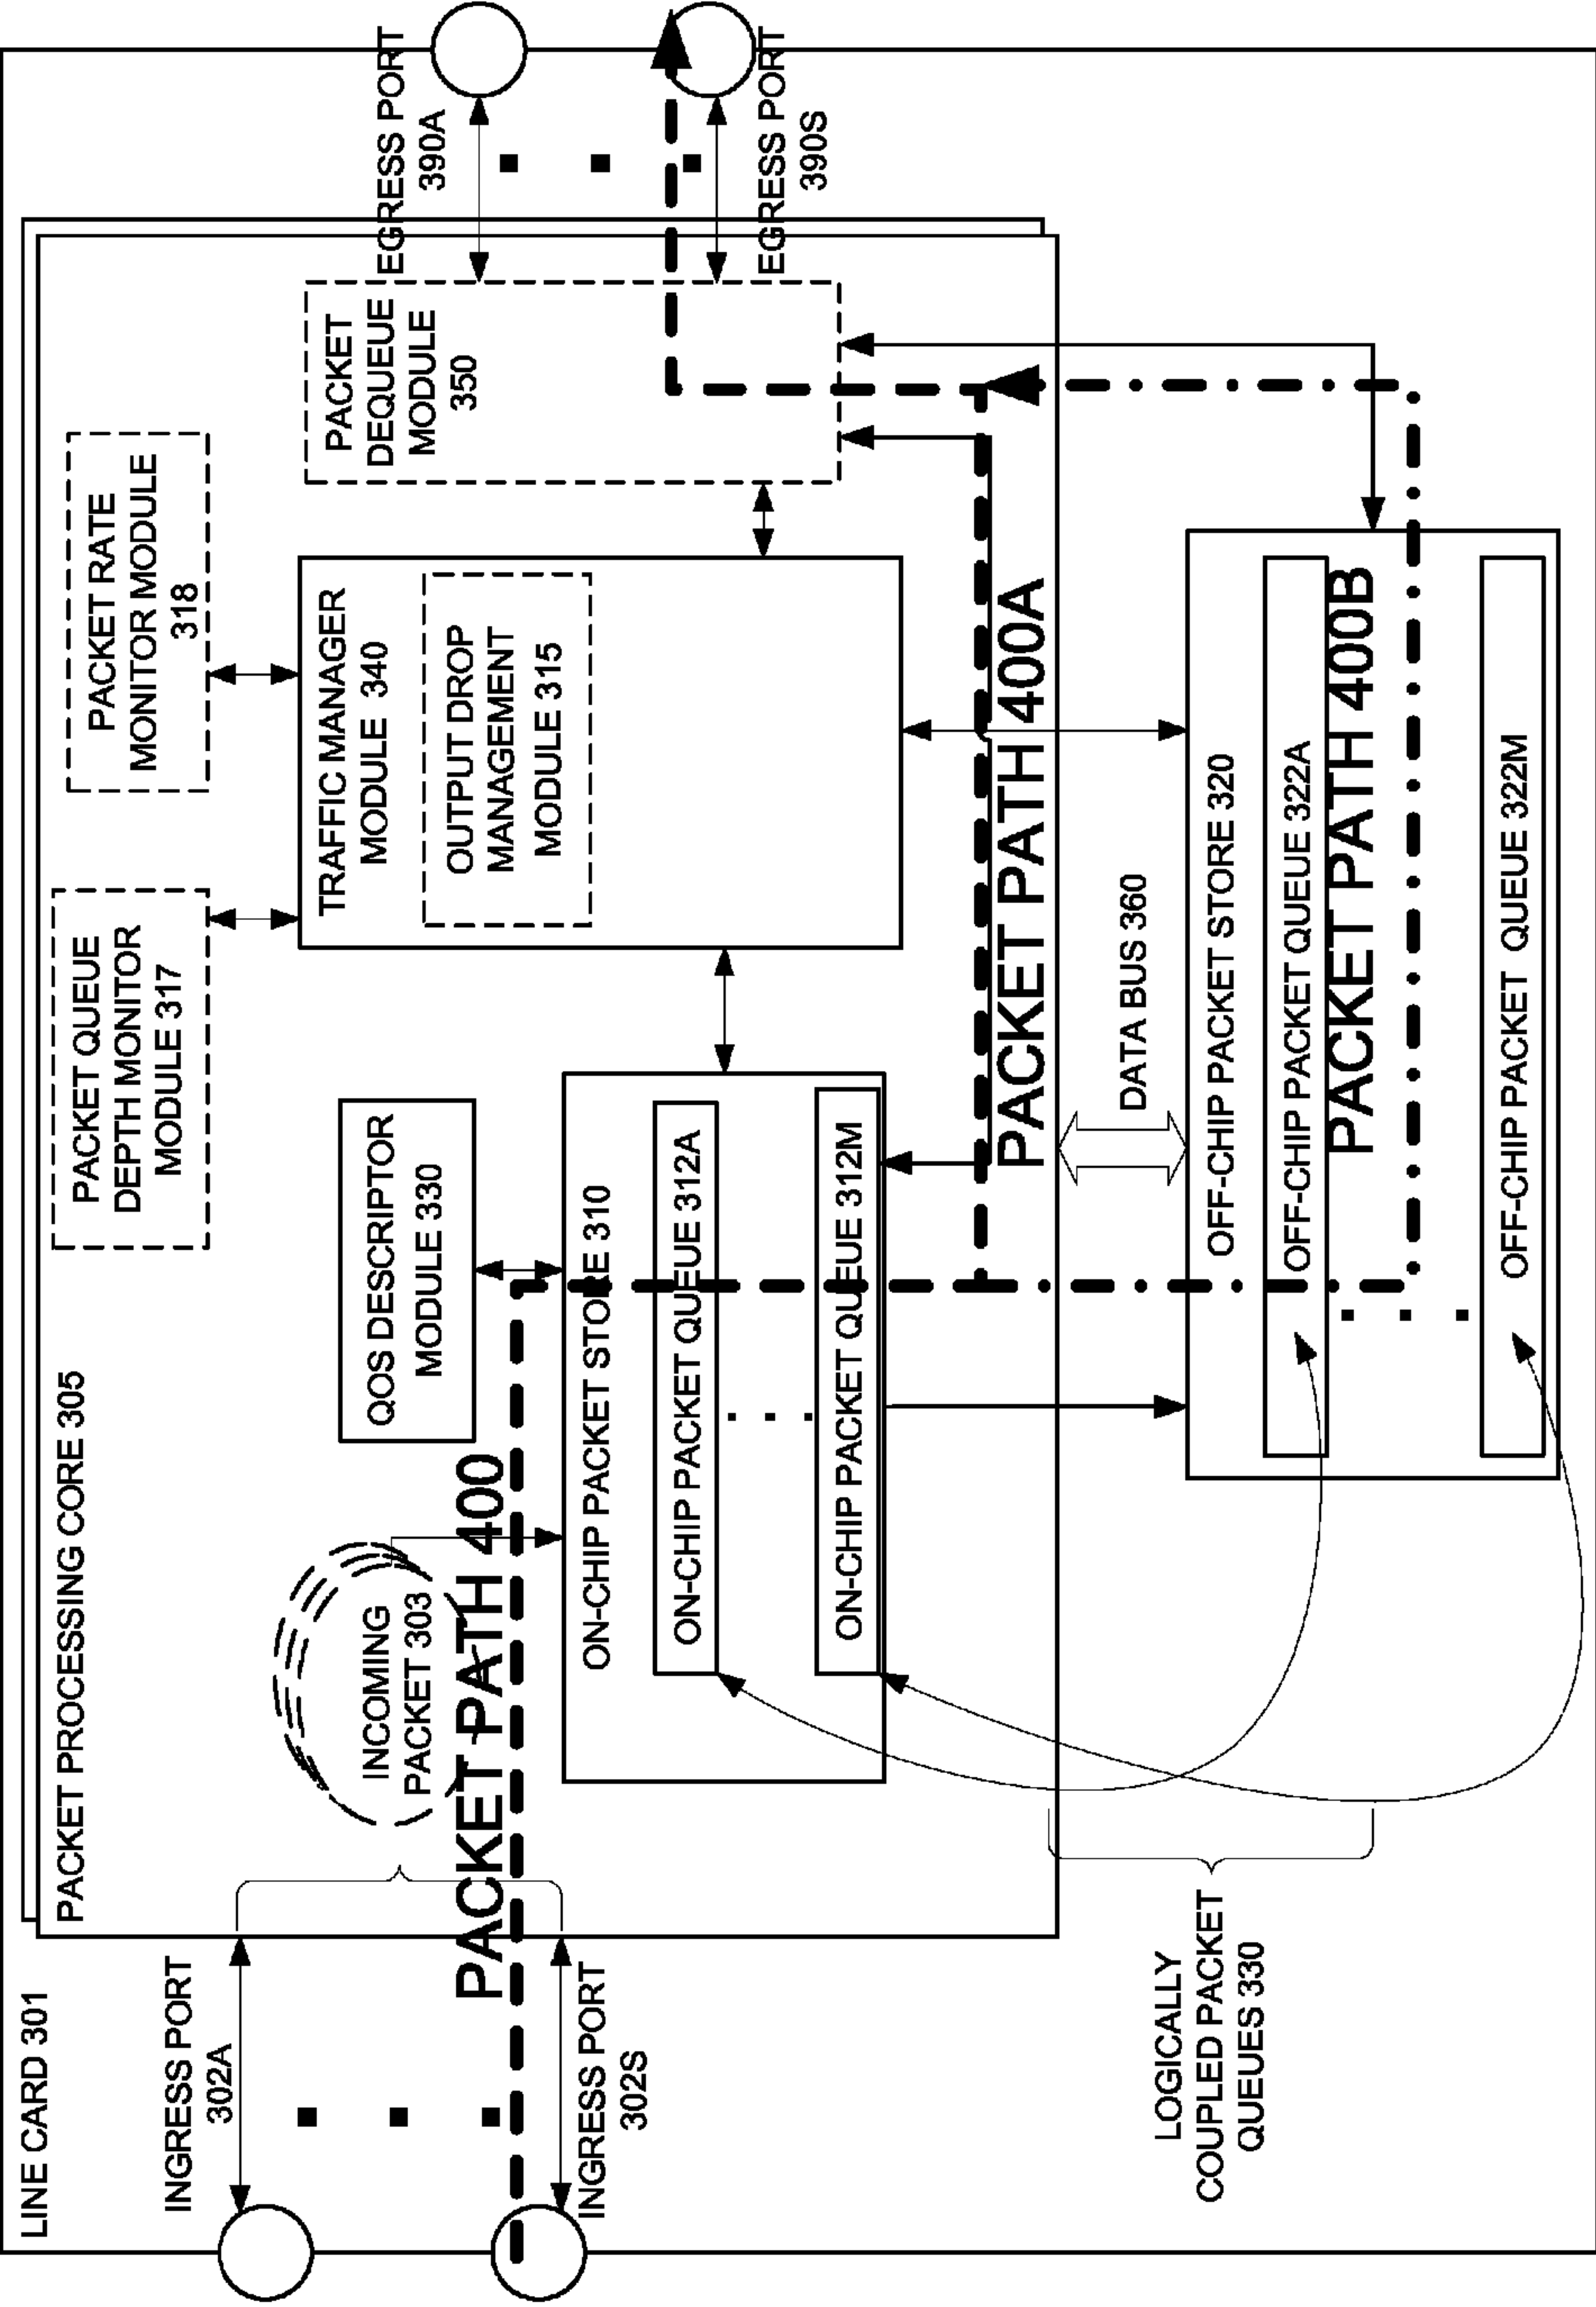 LINE CARD 301
PACKET PROCESSING CORE 305
INGRESS PORT
302A
INGRESS PORT
302S
INCOMING
PACKET 303
PACKET PATH 400
PACKET QUEUE
DEPTH MONITOR
MODULE 317
PACKET RATE
MONITOR MODULE
318
QOS DESCRIPTOR
MODULE 330
TRAFFIC MANAGER
MODULE 340
OUTPUT DROP
MANAGEMENT
MODULE 315
PACKET
DEQUEUE
MODULE
350
EGRESS PORT
390A
EGRESS PORT
390S
ON-CHIP PACKET STORE 310
ON-CHIP PACKET QUEUE 312A
ON-CHIP PACKET QUEUE 312M
PACKET PATH 400A
DATA BUS 360
LOGICALLY
COUPLED PACKET
QUEUES 330
OFF-CHIP PACKET STORE 320
OFF-CHIP PACKET QUEUE 322A
PACKET PATH 400B
OFF-CHIP PACKET QUEUE 322M